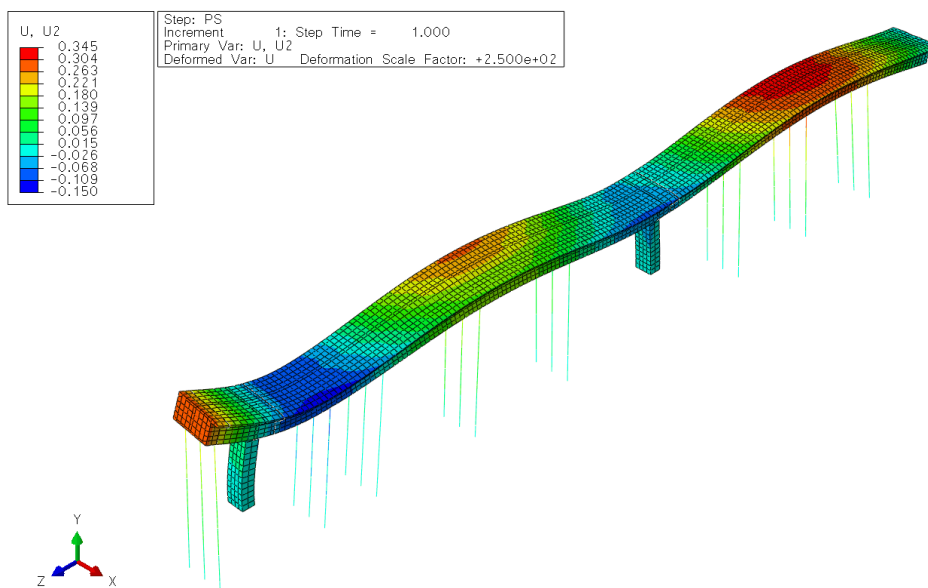 U, U2
0.345
0.304
0.263
0.221
0.180
0.139
0.097
0.056
0.015
-0.026
-0.068
-0.109
-0.150
Step: PS
Increment 1: Step Time = 1.000
Primary Var: U, U2
Deformed Var: U Deformation Scale Factor: +2.500e+02
Y
Z X